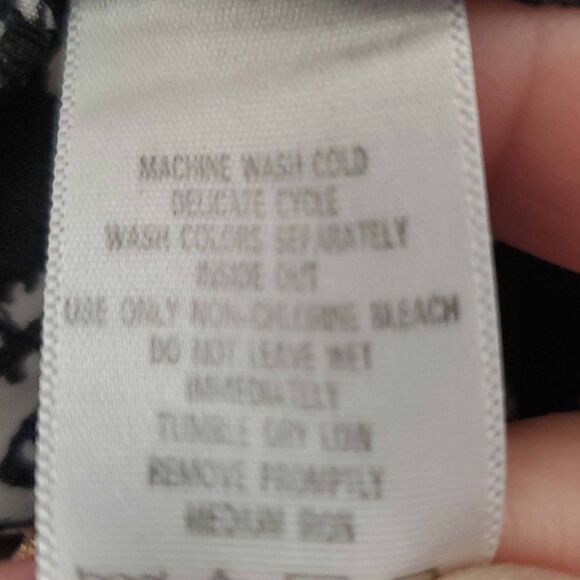 MACHINE WASH COLD
DELICATE CYCLE
WASH COLORS SEPARATELY
INSIDE OUT
USE ONLY NON-CHLORINE BLEACH
DO NOT LEAVE WET
IMMEDIATELY
TUMBLE DRY LOW
REMOVE PROMPTLY
MEDIUM IRON